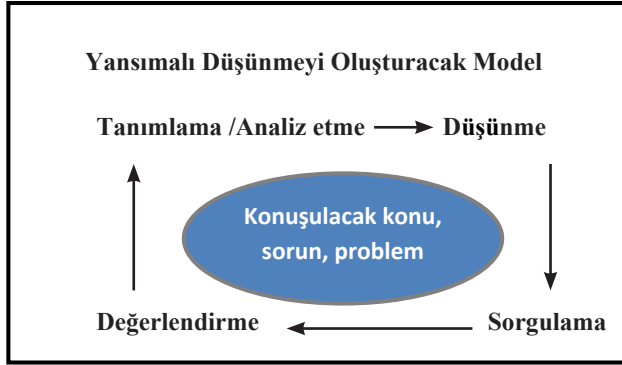 Yansımalı Düşünmeyi Oluşturacak Model
Tanımlama /Analiz etme Düşünme
Konuşulacak konu,
sorun, problem
Değerlendirme Sorgulama